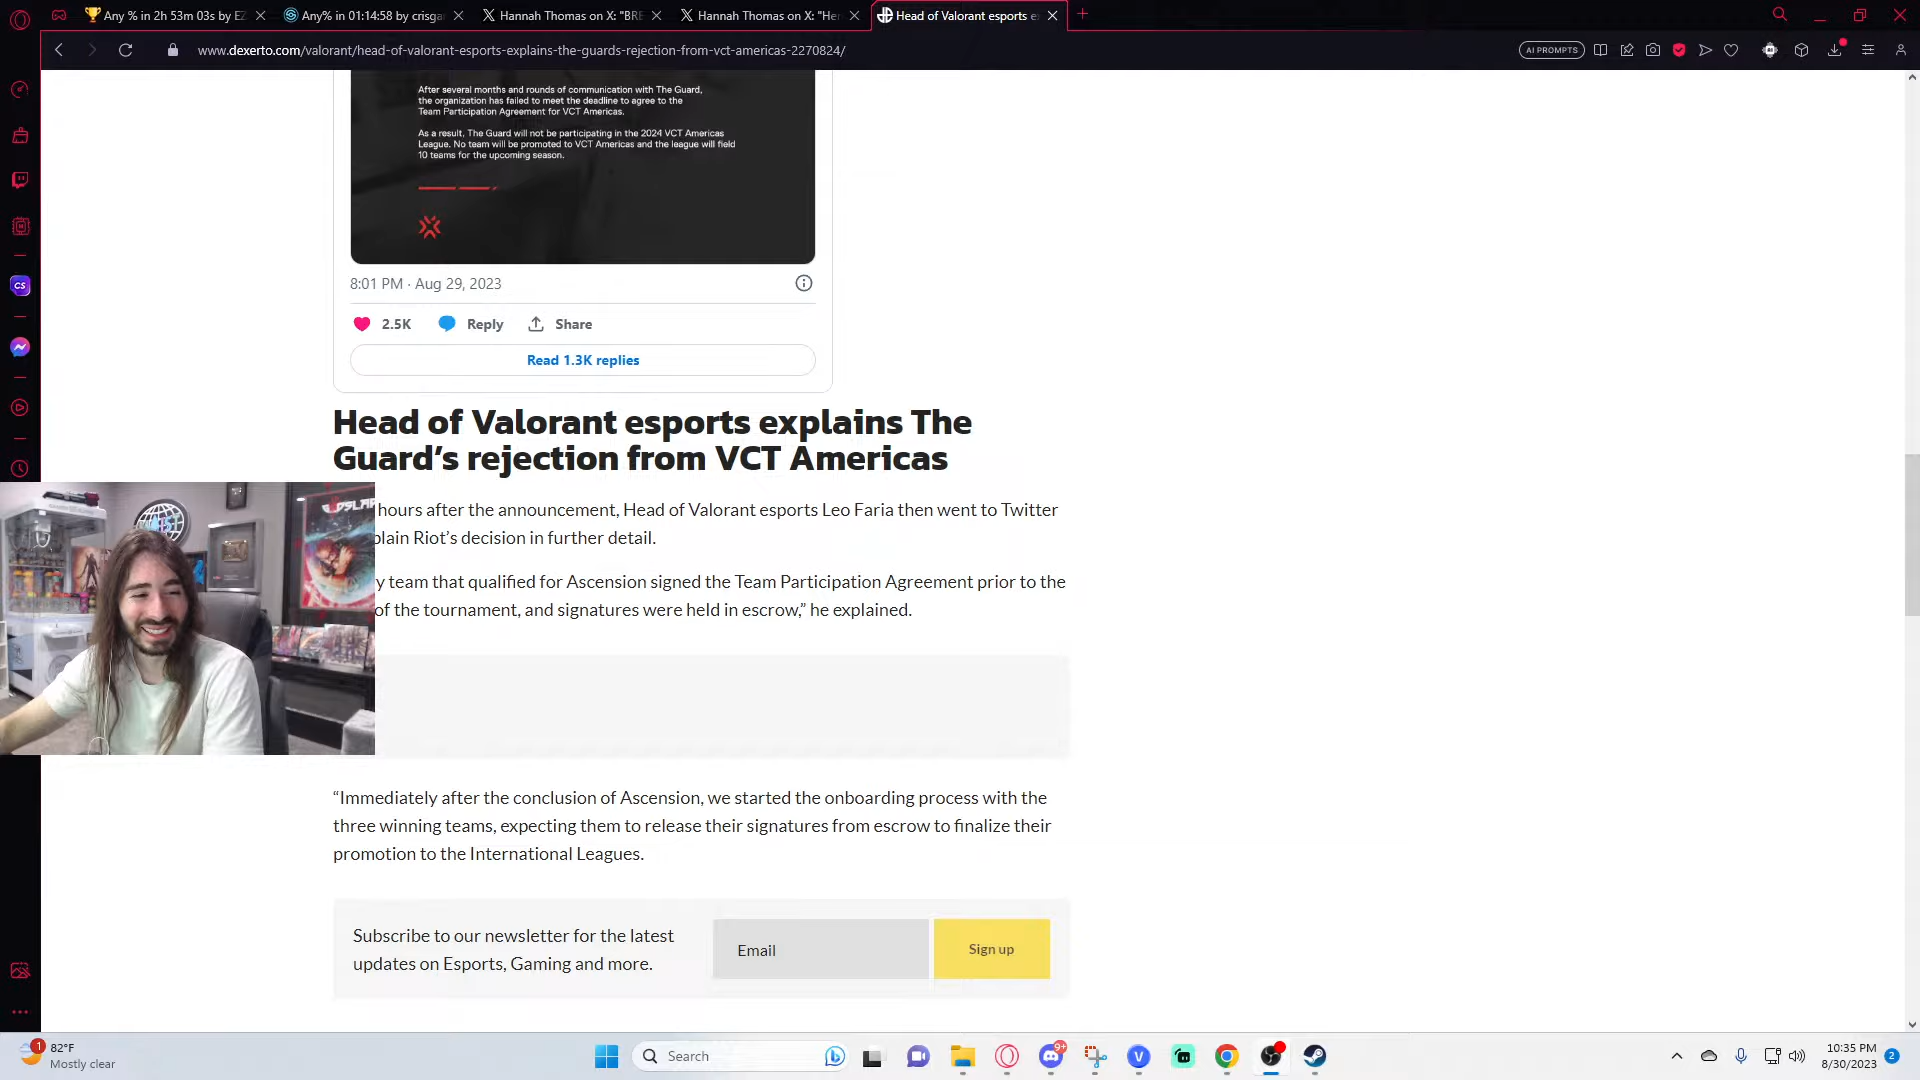 Any % in 2h 53m 03s by EZ
Any% in 01:14:58 by crisgar
Hannah Thomas on X: "BRE
Hannah Thomas on X: "He
Head of Valorant esports e
www.dexerto.com/valorant/head-of-valorant-esports-explains-the-guards-rejection-from-vct-americas-2270824/
AI PROMPTS
After several months and rounds of communication with The Guard,
the organization has failed to meet the deadline to agree to the
Team Participation Agreement for VCT Americas.
As a result, The Guard will not be participating in the 2024 VCT Americas
League. No team will be promoted to VCT Americas and the league will field
10 teams for the upcoming season.
8:01 PM · Aug 29, 2023
2.5K Reply Share
Read 1.3K replies
CS
Head of Valorant esports explains The
Guard’s rejection from VCT Americas
hours after the announcement, Head of Valorant esports Leo Faria then went to Twitter
plain Riot’s decision in further detail.
y team that qualified for Ascension signed the Team Participation Agreement prior to the
of the tournament, and signatures were held in escrow,” he explained.
“Immediately after the conclusion of Ascension, we started the onboarding process with the
three winning teams, expecting them to release their signatures from escrow to finalize their
promotion to the International Leagues.
Subscribe to our newsletter for the latest
updates on Esports, Gaming and more.
Email
Sign up
1
82°F
Mostly clear
Search
9+
10:35 PM
8/30/2023
2